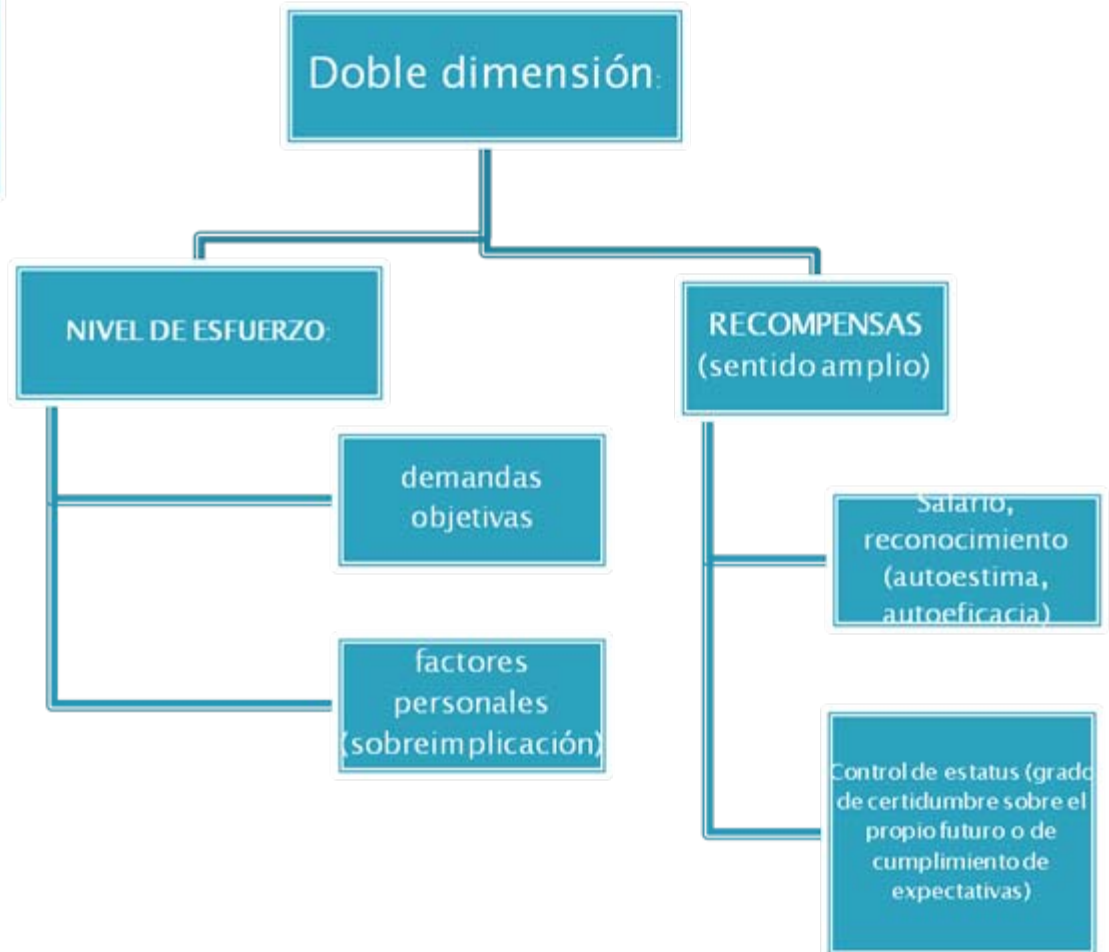 Doble dimensión:
NIVEL DE ESFUERZO:
demandas
objetivas
factores
personales
(sobreimplicación)
RECOMPENSAS
(sentido amplio)
Salario,
reconocimiento
(autoestima,
autoeficacia)
Control de estatus (grado
de certidumbre sobre el
propio futuro o de
cumplimiento de
expectativas)